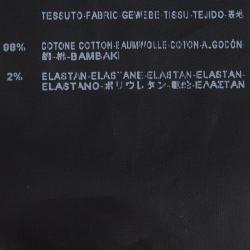 TESSUTO-FABRIC-GEWEBE-TISSU-TEJIDO-表地
98% COTONE COTTON-BAUMWOLLE-COTON-ALGODÓN
綿-棉-BAMBAKI
2% ELASTAN-ELASTANE-ELASTAN-ELASTAN-
ELASTANO-ポリウレタン-氨纶-ΕΛΑΣΤΑΝ